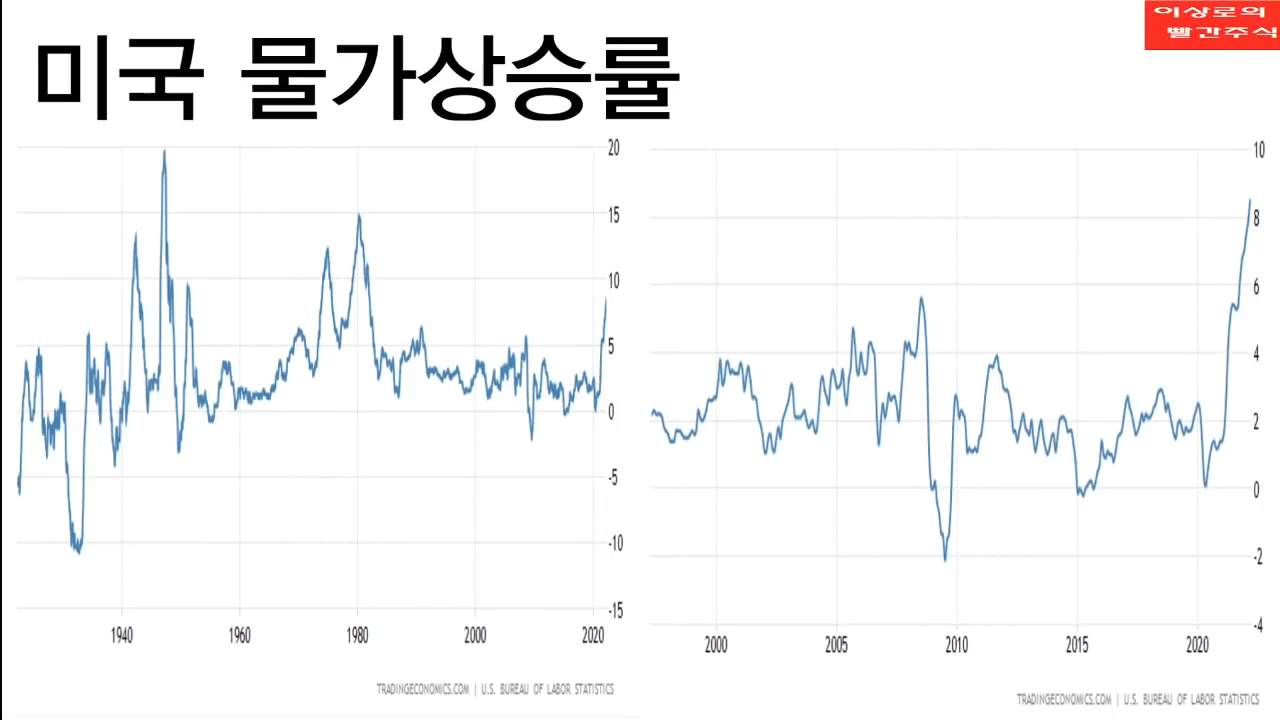 이상로의
빨간주식
미국 물가상승률
20
15
10
5
0
-5
-10
-15
1940 1960 1980 2000 2020
TRADINGECONOMICS.COM | U.S. BUREAU OF LABOR STATISTICS
10
8
6
4
2
0
-2
-4
2000 2005 2010 2015 2020
TRADINGECONOMICS.COM | U.S. BUREAU OF LABOR STATISTICS